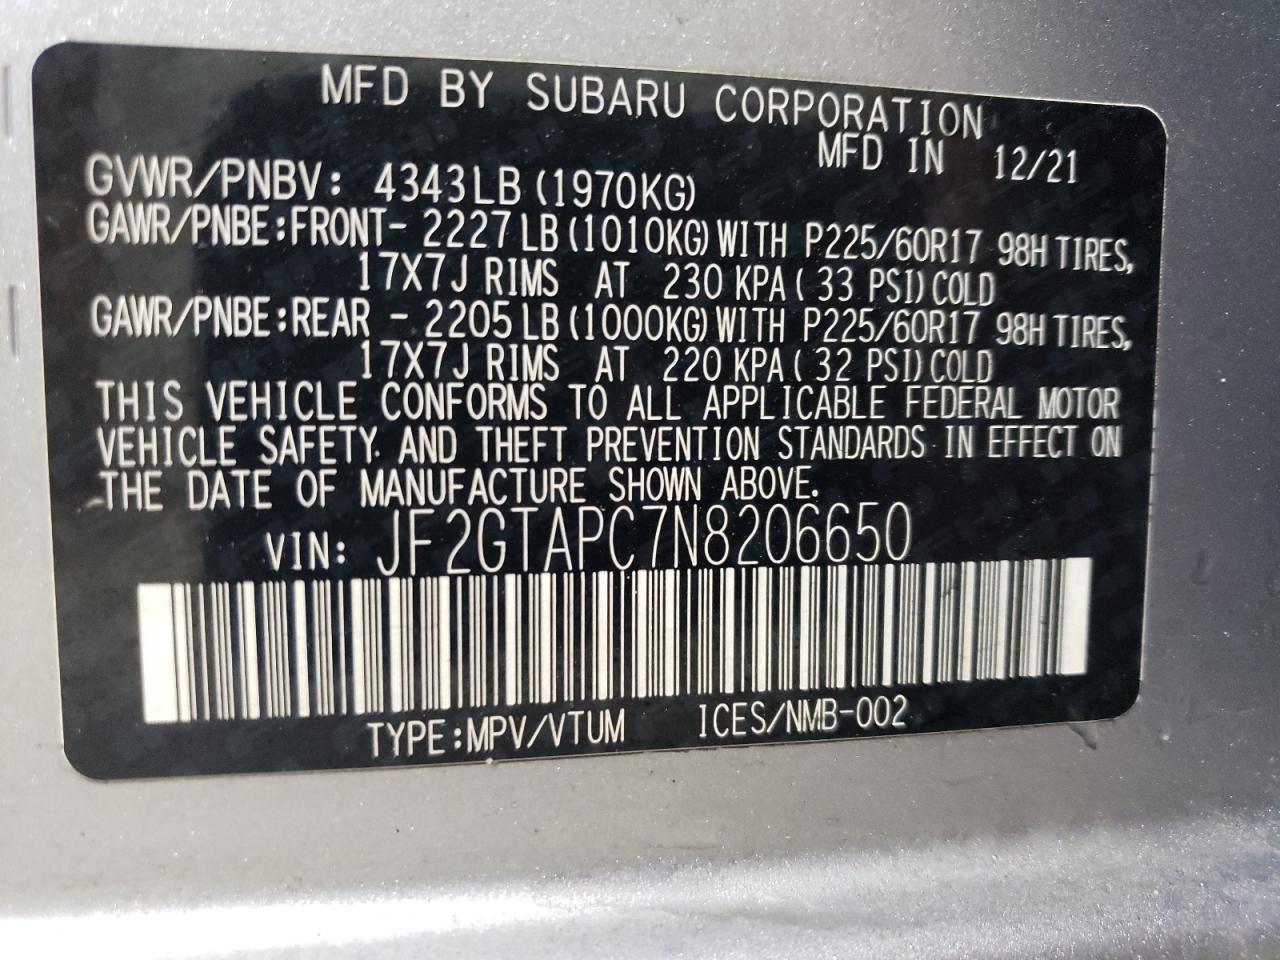 MFD BY SUBARU CORPORATION
MFD IN 12/21
GVWR/PNBV: 4343LB (1970KG)
GAWR/PNBE:FRONT- 2227 LB (1010KG) WITH P225/60R17 98H TIRES,
17X7J RIMS AT 230 KPA ( 33 PSI) COLD
GAWR/PNBE:REAR - 2205 LB (1000KG) WITH P225/60R17 98H TIRES,
17X7J RIMS AT 220 KPA ( 32 PSI) COLD
THIS VEHICLE CONFORMS TO ALL APPLICABLE FEDERAL MOTOR
VEHICLE SAFETY AND THEFT PREVENTION STANDARDS IN EFFECT ON
THE DATE OF MANUFACTURE SHOWN ABOVE.
VIN: JF2GTAPC7N8206650
TYPE:MPV/VTUM ICES/NMB-002